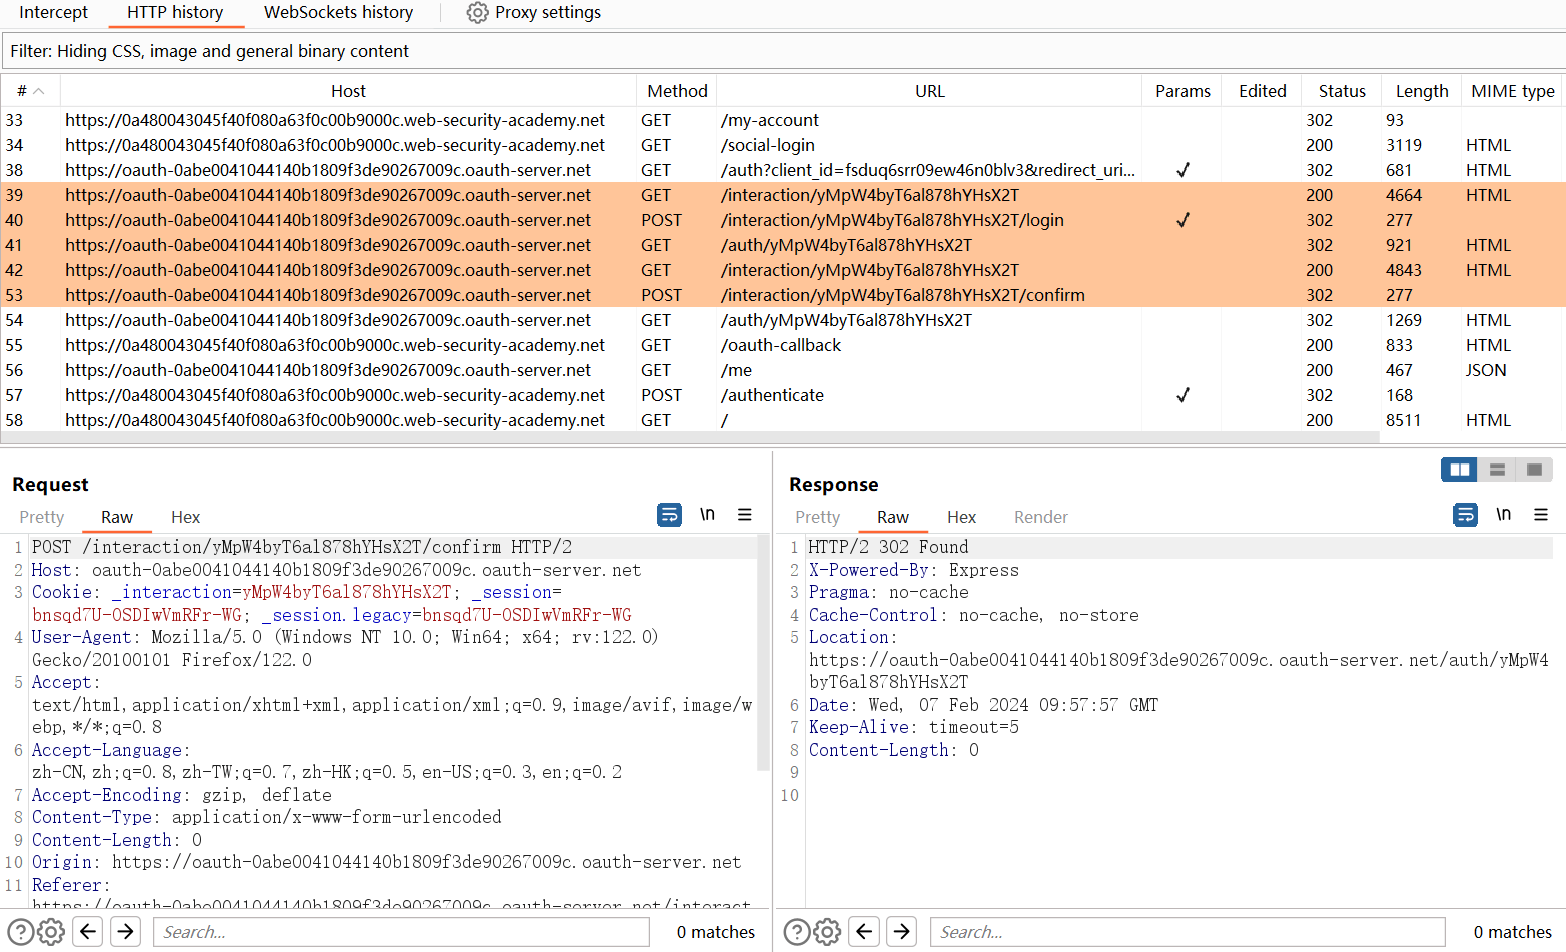 Intercept HTTP history WebSockets history Proxy settings
Filter: Hiding CSS, image and general binary content
# Host Method URL Params Edited Status Length MIME type
33 https://0a480043045f40f080a63f0c00b9000c.web-security-academy.net GET /my-account 302 93
34 https://0a480043045f40f080a63f0c00b9000c.web-security-academy.net GET /social-login 200 3119 HTML
38 https://oauth-0abe0041044140b1809f3de90267009c.oauth-server.net GET /auth?client_id=fsduq6srr09ew46n0blv3&redirect_uri... ✓ 302 681 HTML
39 https://oauth-0abe0041044140b1809f3de90267009c.oauth-server.net GET /interaction/yMpW4byT6al878hYHsX2T 200 4664 HTML
40 https://oauth-0abe0041044140b1809f3de90267009c.oauth-server.net POST /interaction/yMpW4byT6al878hYHsX2T/login ✓ 302 277
41 https://oauth-0abe0041044140b1809f3de90267009c.oauth-server.net GET /auth/yMpW4byT6al878hYHsX2T 302 921 HTML
42 https://oauth-0abe0041044140b1809f3de90267009c.oauth-server.net GET /interaction/yMpW4byT6al878hYHsX2T 200 4843 HTML
53 https://oauth-0abe0041044140b1809f3de90267009c.oauth-server.net POST /interaction/yMpW4byT6al878hYHsX2T/confirm 302 277
54 https://oauth-0abe0041044140b1809f3de90267009c.oauth-server.net GET /auth/yMpW4byT6al878hYHsX2T 302 1269 HTML
55 https://0a480043045f40f080a63f0c00b9000c.web-security-academy.net GET /oauth-callback 200 833 HTML
56 https://oauth-0abe0041044140b1809f3de90267009c.oauth-server.net GET /me 200 467 JSON
57 https://0a480043045f40f080a63f0c00b9000c.web-security-academy.net POST /authenticate ✓ 302 168
58 https://0a480043045f40f080a63f0c00b9000c.web-security-academy.net GET / 200 8511 HTML
Request
Pretty Raw Hex \n
1 POST /interaction/yMpW4byT6al878hYHsX2T/confirm HTTP/2
2 Host: oauth-0abe0041044140b1809f3de90267009c.oauth-server.net
3 Cookie: _interaction=yMpW4byT6al878hYHsX2T; _session=
bnsqd7U-OSDIwVmRFr-WG; _session.legacy=bnsqd7U-OSDIwVmRFr-WG
4 User-Agent: Mozilla/5.0 (Windows NT 10.0; Win64; x64; rv:122.0)
Gecko/20100101 Firefox/122.0
5 Accept:
text/html,application/xhtml+xml,application/xml;q=0.9,image/avif,image/w
ebp,*/*;q=0.8
6 Accept-Language:
zh-CN,zh;q=0.8,zh-TW;q=0.7,zh-HK;q=0.5,en-US;q=0.3,en;q=0.2
7 Accept-Encoding: gzip, deflate
8 Content-Type: application/x-www-form-urlencoded
9 Content-Length: 0
10 Origin: https://oauth-0abe0041044140b1809f3de90267009c.oauth-server.net
11 Referer:
https://oauth-0abe0041044140b1809f3de90267009c.oauth-server.net/interact
Search... 0 matches
Response
Pretty Raw Hex Render \n
1 HTTP/2 302 Found
2 X-Powered-By: Express
3 Pragma: no-cache
4 Cache-Control: no-cache, no-store
5 Location:
https://oauth-0abe0041044140b1809f3de90267009c.oauth-server.net/auth/yMpW4
byT6al878hYHsX2T
6 Date: Wed, 07 Feb 2024 09:57:57 GMT
7 Keep-Alive: timeout=5
8 Content-Length: 0
9
10
Search... 0 matches